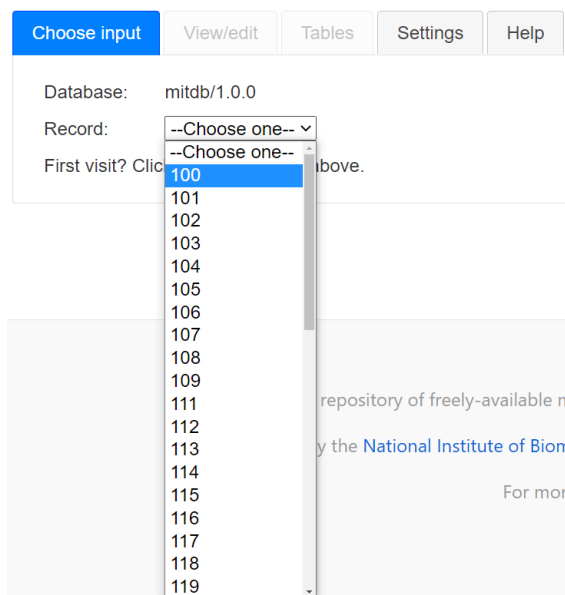 Choose input View/edit Tables Settings Help
Database: mitdb/1.0.0
Record: --Choose one--
--Choose one--
First visit? Clic bove.
100
101
102
103
104
105
106
107
108
109
111
112
113
114
115
116
117
118
119
repository of freely-available
y the National Institute of Biom
For mor